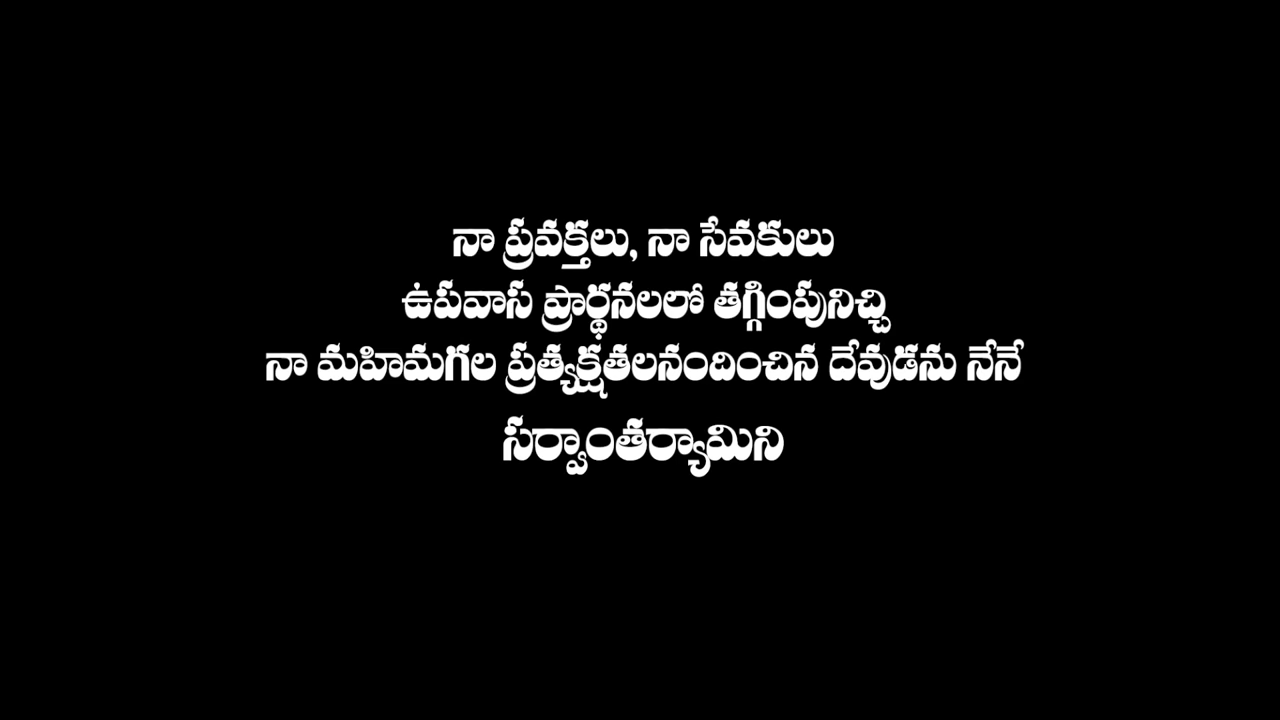 నా ప్రవక్తలు, నా సేవకులు
ఉపవాస ప్రార్థనలలో తగ్గింపునిచ్చి
నా మహిమగల ప్రత్యక్షతలనందించిన దేవుడను నేనే
సర్వాంతర్యామిని